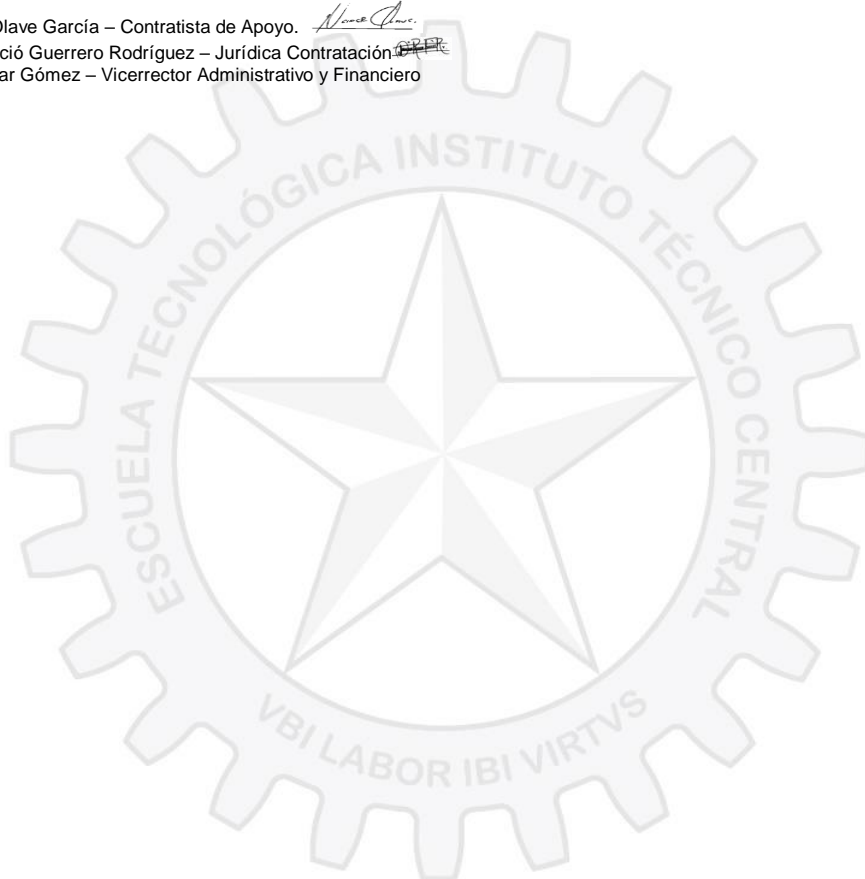 Olave García – Contratista de Apoyo.
ció Guerrero Rodríguez – Jurídica Contratación
ar Gómez – Vicerrector Administrativo y Financiero
ESCUELA TECNOLÓGICA INSTITUTO TÉCNICO CENTRAL
VBI LABOR IBI VIRTVS